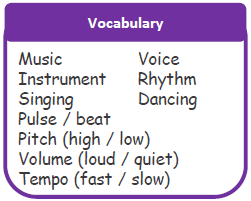 Vocabulary
Music Voice
Instrument Rhythm
Singing Dancing
Pulse / beat
Pitch (high / low)
Volume (loud / quiet)
Tempo (fast / slow)